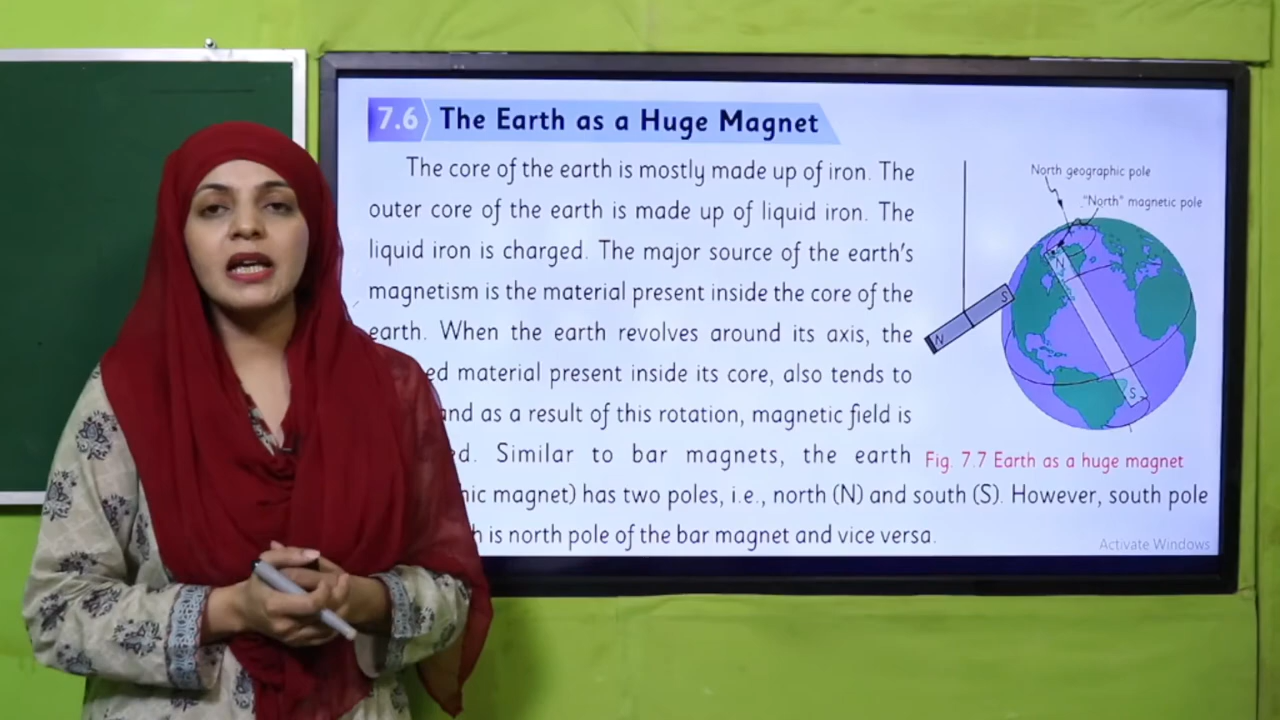 7.6 The Earth as a Huge Magnet
The core of the earth is mostly made up of iron. The
outer core of the earth is made up of liquid iron. The
liquid iron is charged. The major source of the earth's
magnetism is the material present inside the core of the
earth. When the earth revolves around its axis, the
material present inside its core, also tends to
and as a result of this rotation, magnetic field is
Similar to bar magnets, the earth
magnet) has two poles, i.e., north (N) and south (S). However, south pole
is north pole of the bar magnet and vice versa.
North geographic pole
"North" magnetic pole
N
S
S
N
Fig. 7.7 Earth as a huge magnet
Activate Windows